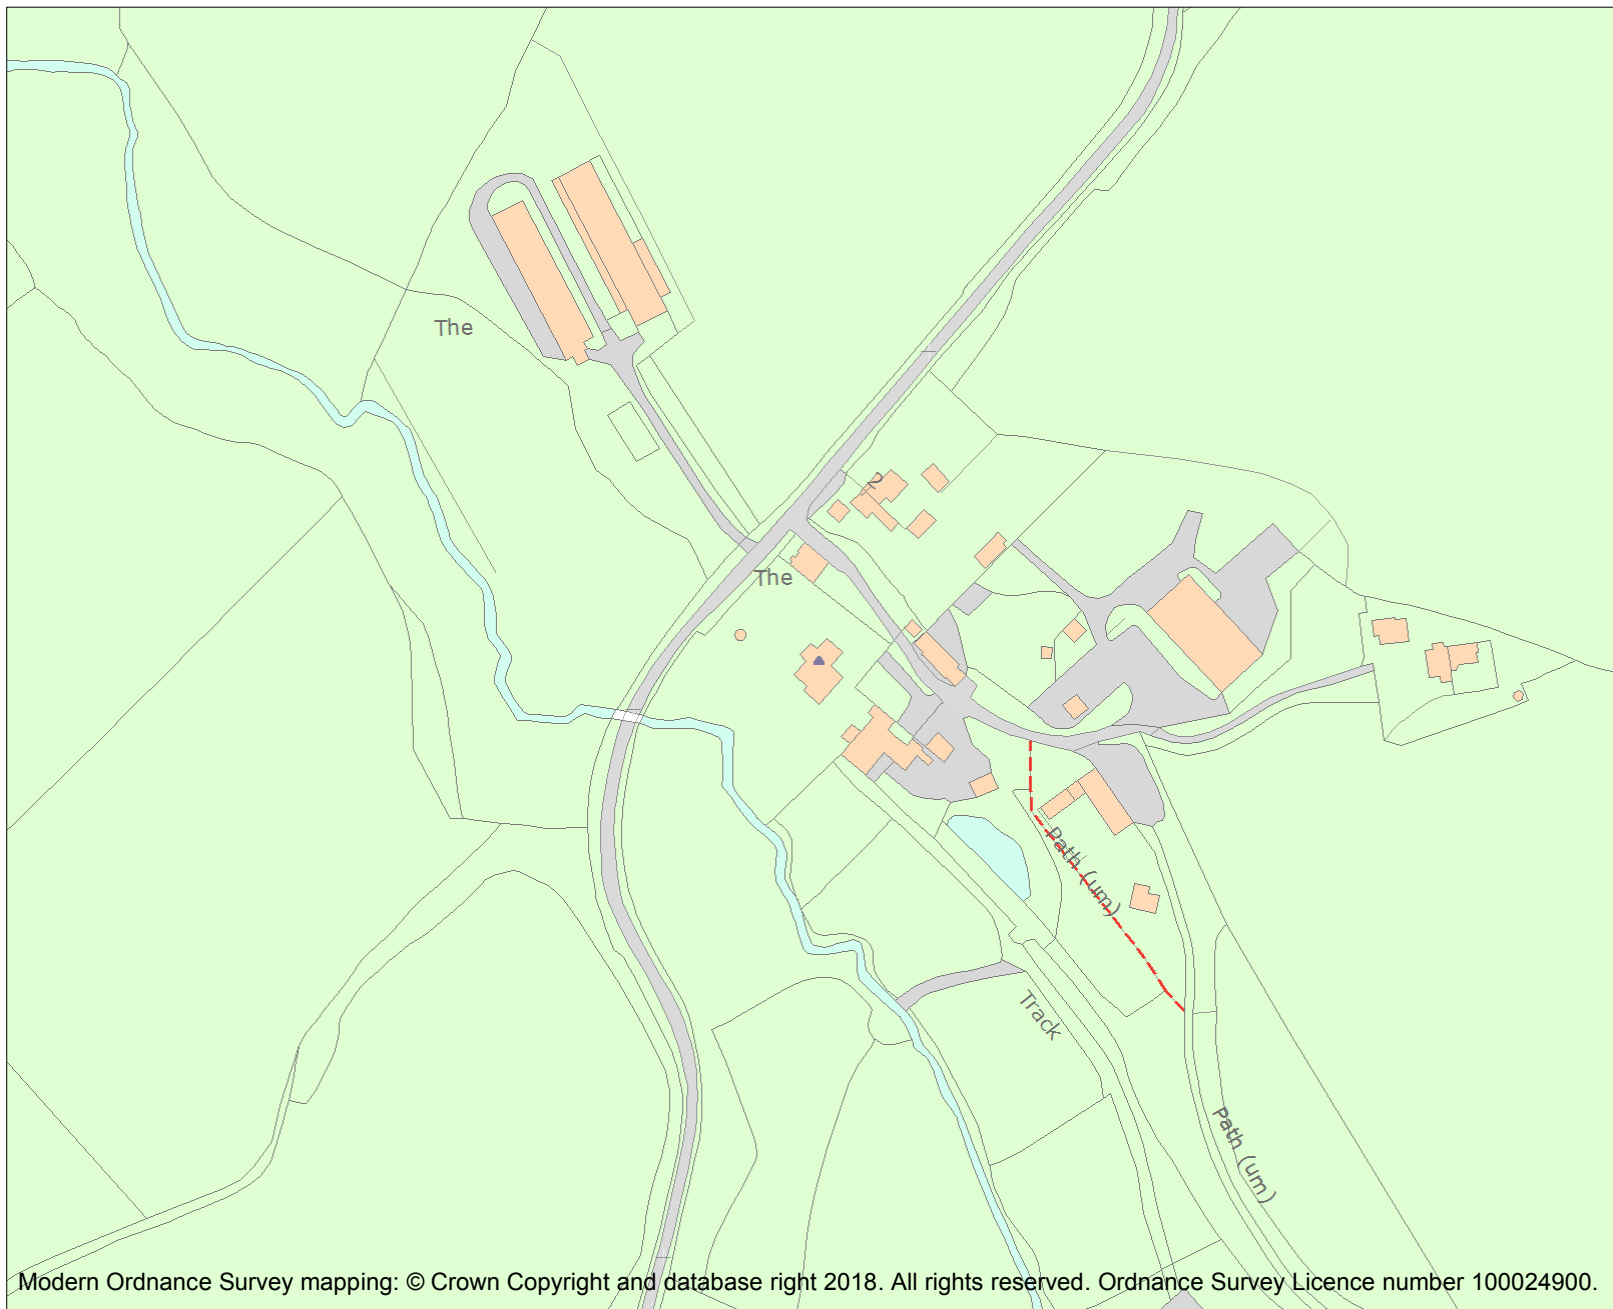 The
2
The
Path (um)
Track
Path (um)
Modern Ordnance Survey mapping: © Crown Copyright and database right 2018. All rights reserved. Ordnance Survey Licence number 100024900.